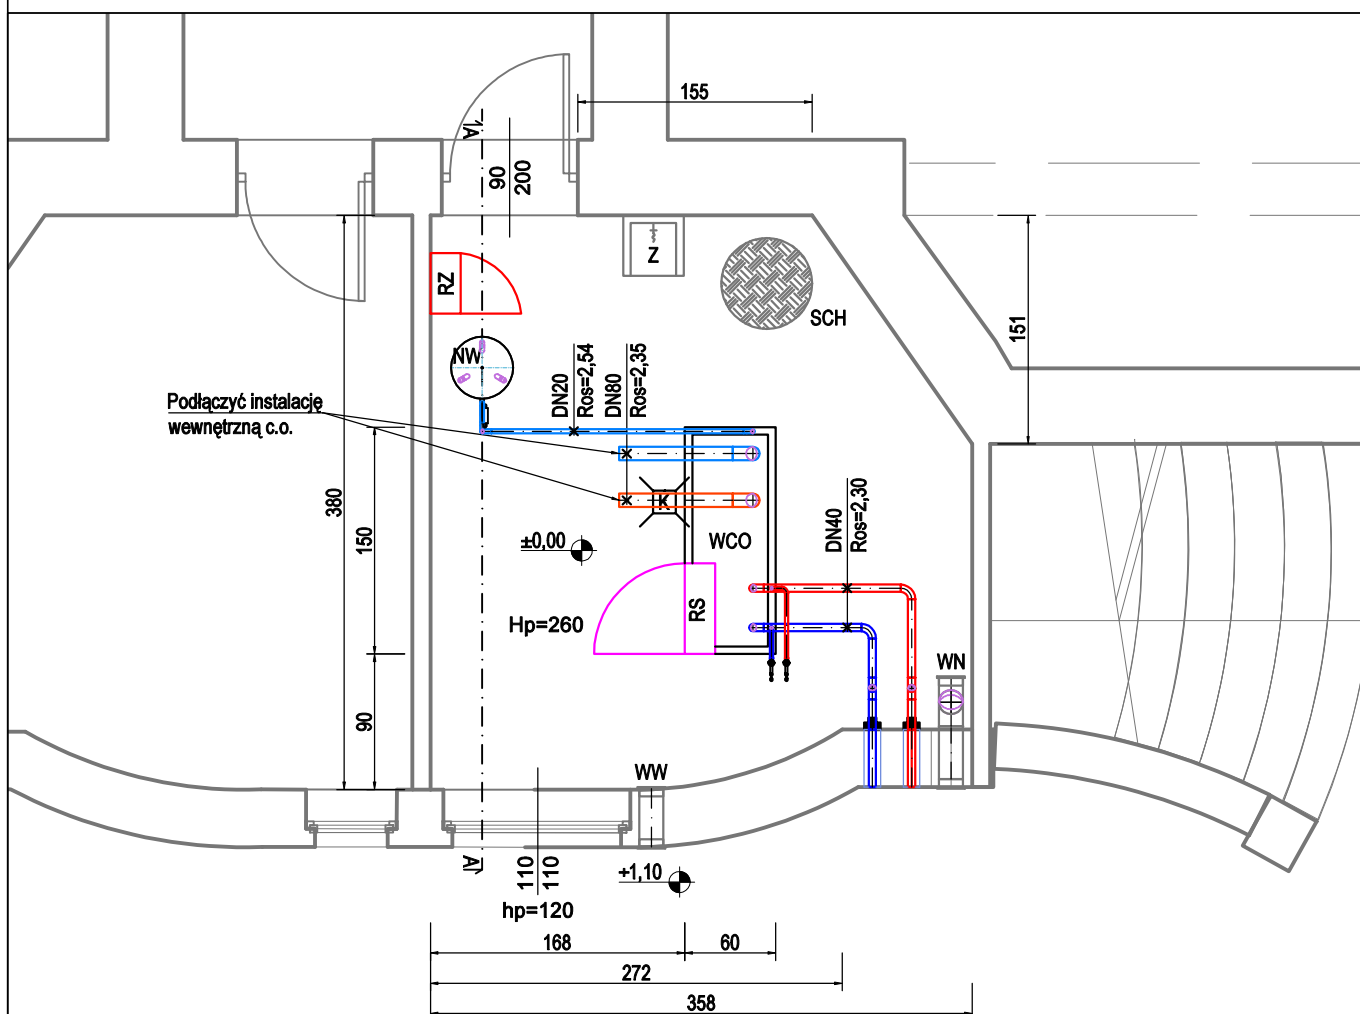 155
A
90
200
Z
SCH
RZ
151
NW
DN20
Ros=2,54
DN80
Ros=2,35
Podłączyć instalację
wewnętrzną c.o.
380
150
K
WCO
DN40
Ros=2,30
±0,00
Hp=260
RS
WN
90
WW
A
110
110
+1,10
hp=120
168
60
272
358